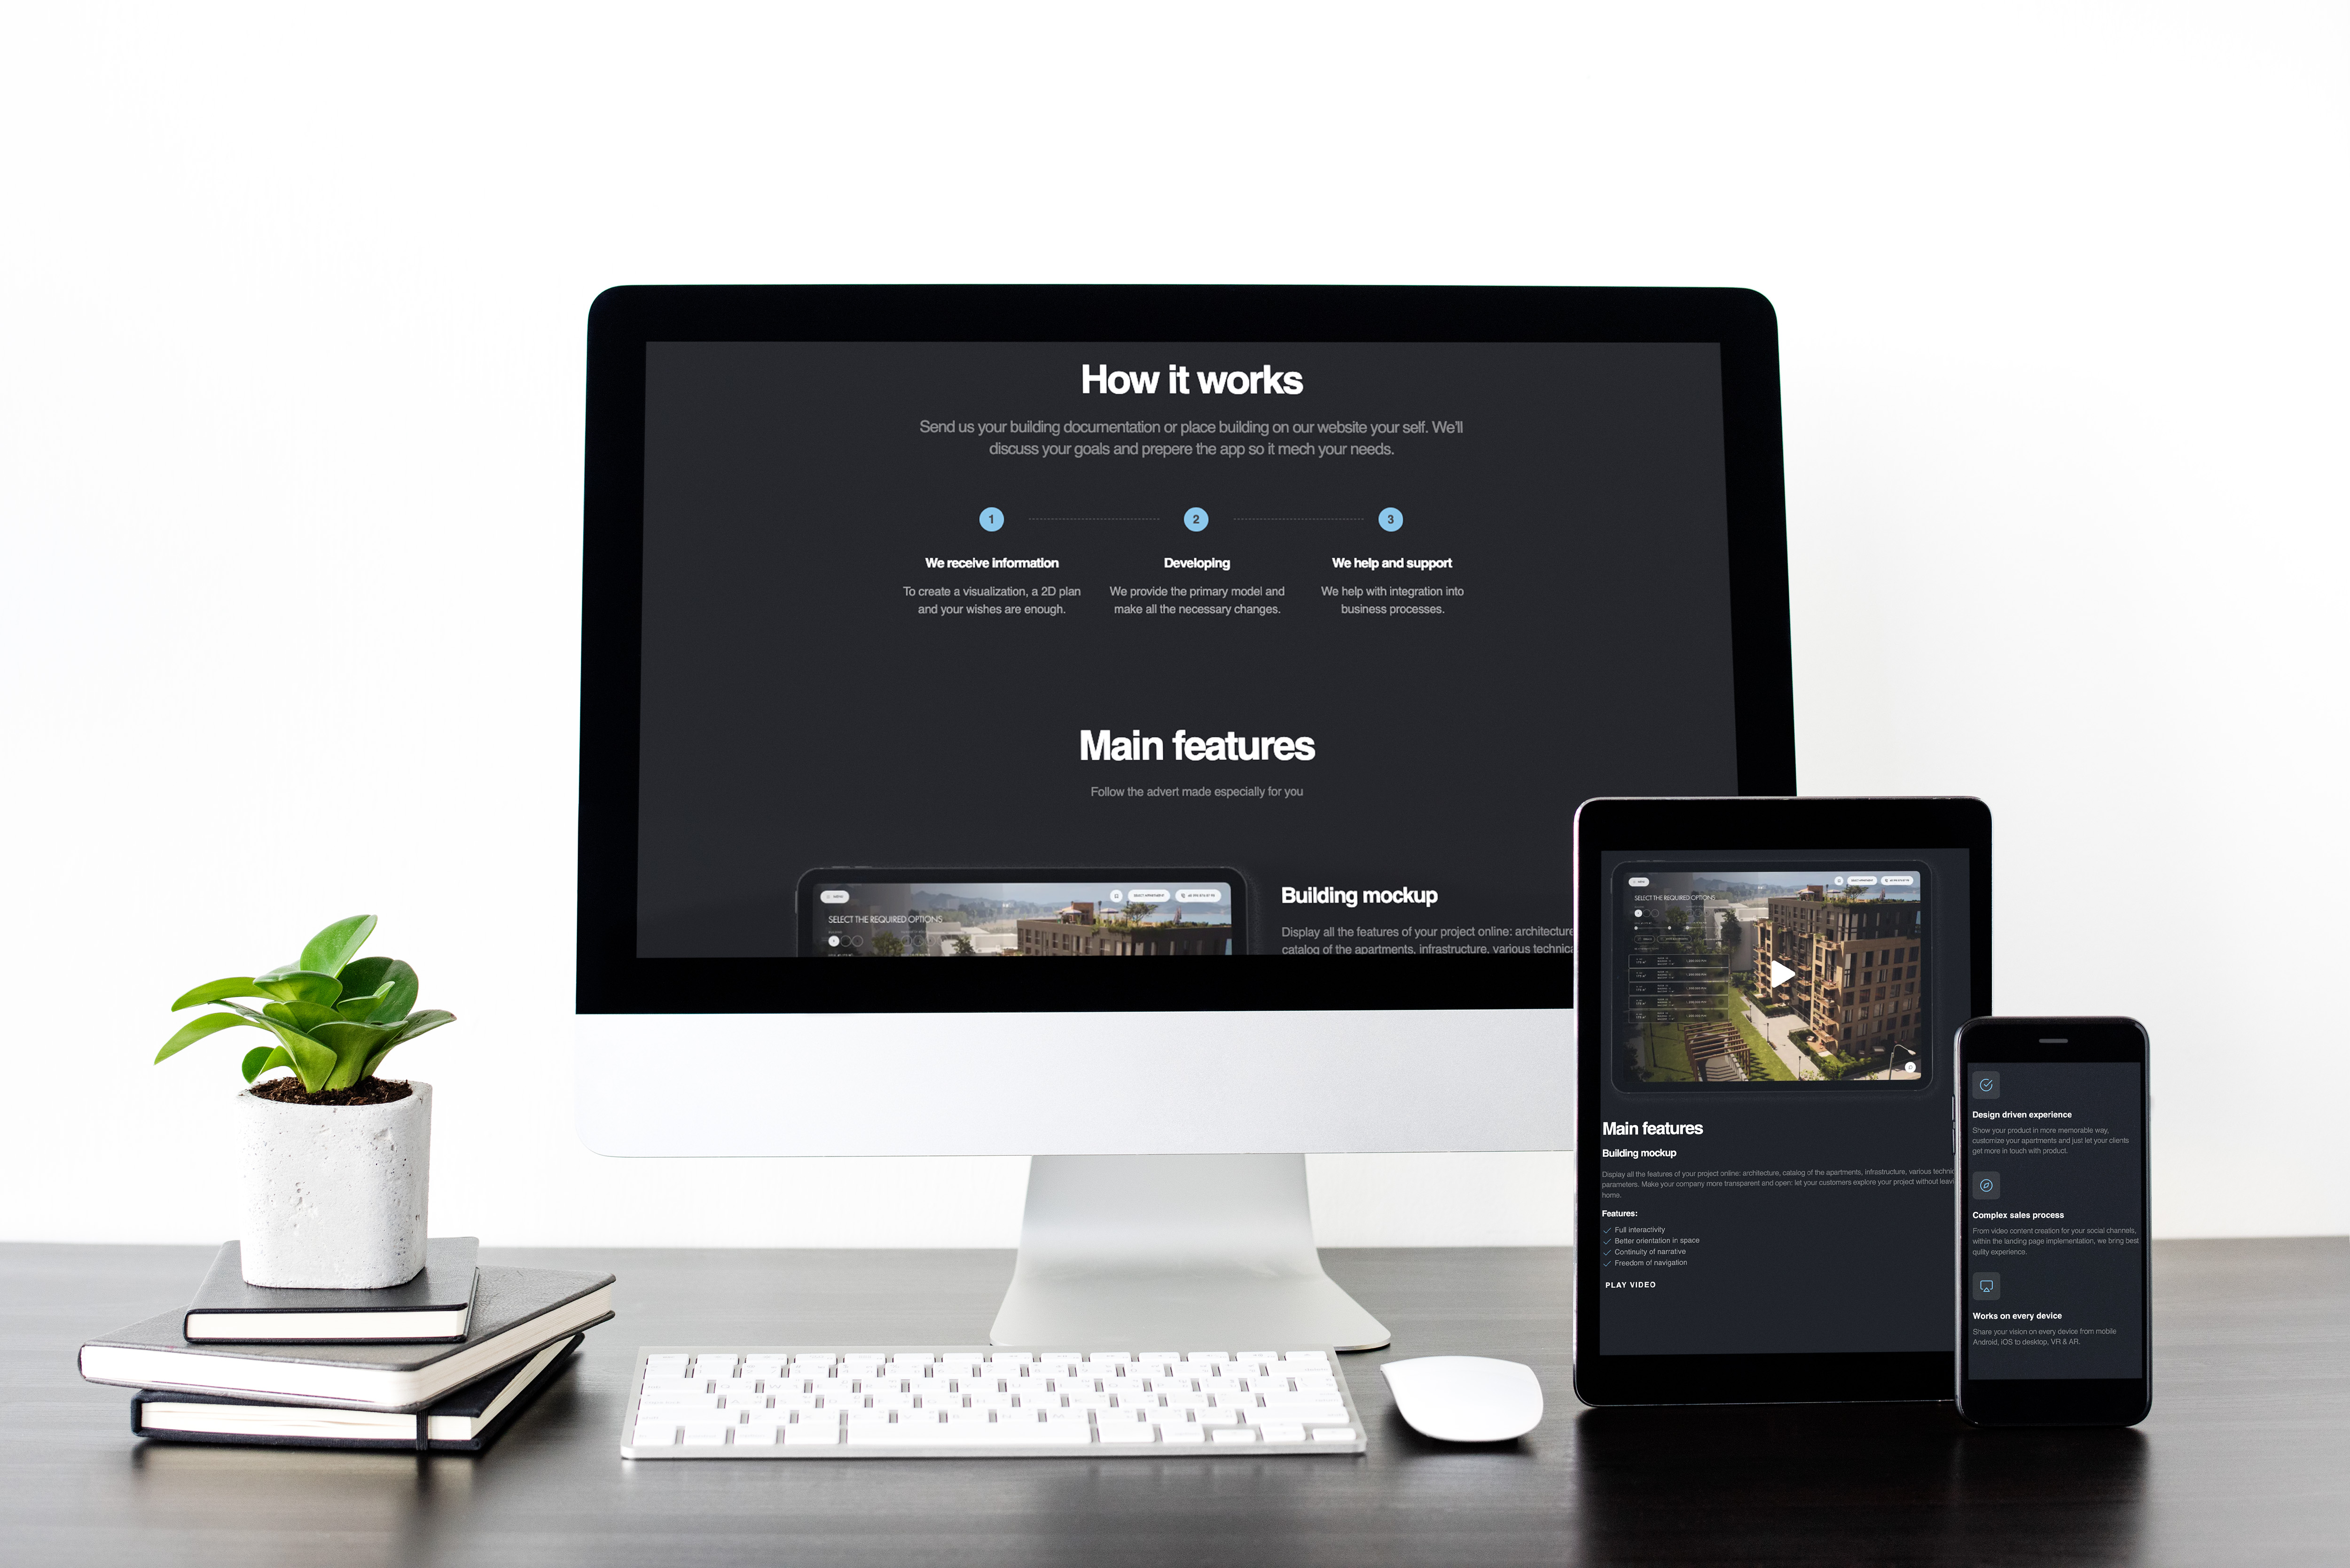 How it works
Send us your building documentation or place building on our website your self. We'll
discuss your goals and prepere the app so it mech your needs.
1
2
3
We receive information
To create a visualization, a 2D plan
and your wishes are enough.
Developing
We provide the primary model and
make all the necessary changes.
We help and support
We help with integration into
business processes.
Main features
Follow the advert made especially for you
MENU
SELECT APARTMENT
SELECT THE REQUIRED OPTIONS
Building mockup
Display all the features of your project online: architecture
catalog of the apartments, infrastructure, various technica
MENU
SELECT APARTMENT
SELECT THE REQUIRED OPTIONS
Main features
Building mockup
Display all the features of your project online: architecture, catalog of the apartments, infrastructure, various technic
parameters. Make your company more transparent and open: let your customers explore your project without leavi
home.
Features:
Full interactivity
Better orientation in space
Continuity of narrative
Freedom of navigation
PLAY VIDEO
Design driven experience
Show your product in more memorable way,
customize your apartments and just let your clients
get more in touch with product.
Complex sales process
From video content creation for your social channels,
within the landing page implementation, we bring best
qulity experience.
Works on every device
Share your vision on every device from mobile
Android, iOS to desktop, VR & AR.